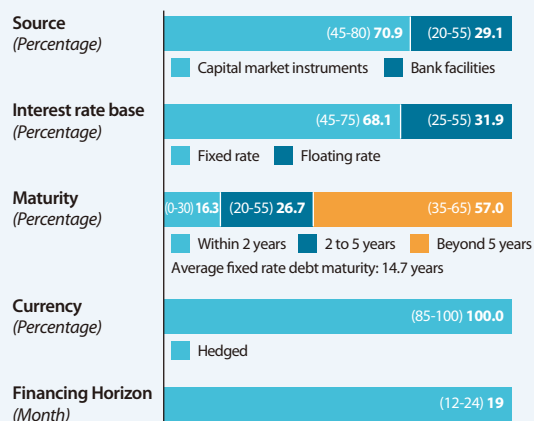 Source
(Percentage)
(45-80) 70.9 (20-55) 29.1
Capital market instruments Bank facilities
Interest rate base
(Percentage)
(45-75) 68.1 (25-55) 31.9
Fixed rate Floating rate
Maturity
(Percentage)
(0-30) 16.3 (20-55) 26.7 (35-65) 57.0
Within 2 years 2 to 5 years Beyond 5 years
Average fixed rate debt maturity: 14.7 years
Currency
(Percentage)
(85-100) 100.0
Hedged
Financing Horizon
(Month)
(12-24) 19